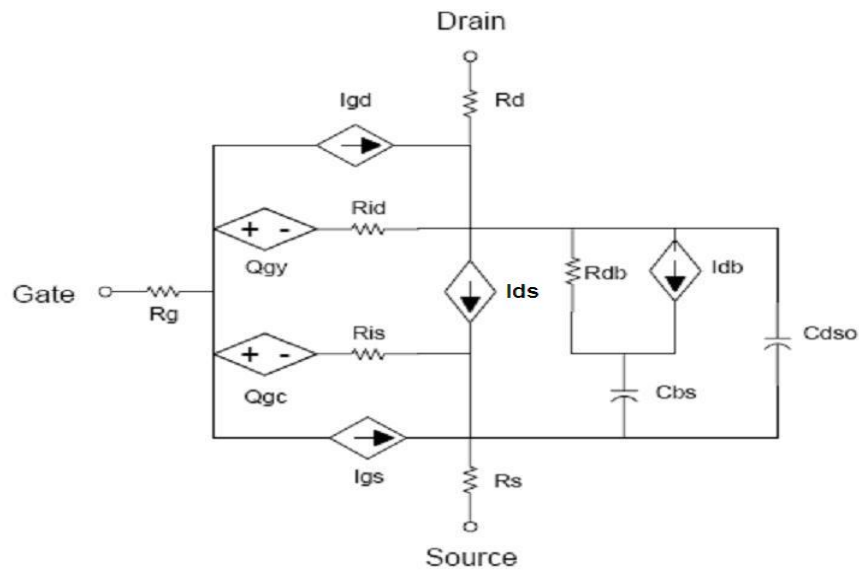 Drain
Igd
Rd
Rid
+ -
Qgy
Rdb
Idb
Ids
Gate
Rg
Cdso
Ris
+ -
Qgc
Cbs
Igs
Rs
Source